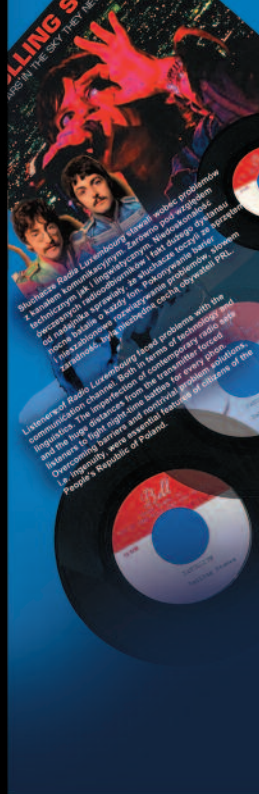 OLLING S
ARS IN THE SKY THEY NE
Słuchacze Radia Luxembourg stawali wobec problemów
z kanałem komunikacyjnym. Zarówno pod względem
technicznym jak i lingwistycznym. Niedoskonałość
ówczesnych radioodbiorników i fakt dużego dystansu
od nadajnika sprawiały, że słuchacze toczyli ze sprzętem
nocne batalie o każdy fon. Pokonywanie barier
i nieszablonowe rozwiązywanie problemów, słowem
zaradność, były niezbędną cechą obywateli PRL.
Listeners of Radio Luxembourg faced problems with the
communication channel. Both in terms of technology and
linguistics. The imperfection of contemporary radio sets
and the huge distances from the transmitter forced
listeners to fight night-time battles for every phon.
Overcoming barriers and nontrivial problem solutions,
i.e. ingenuity, were essential features of citizens of the
People's Republic of Poland.